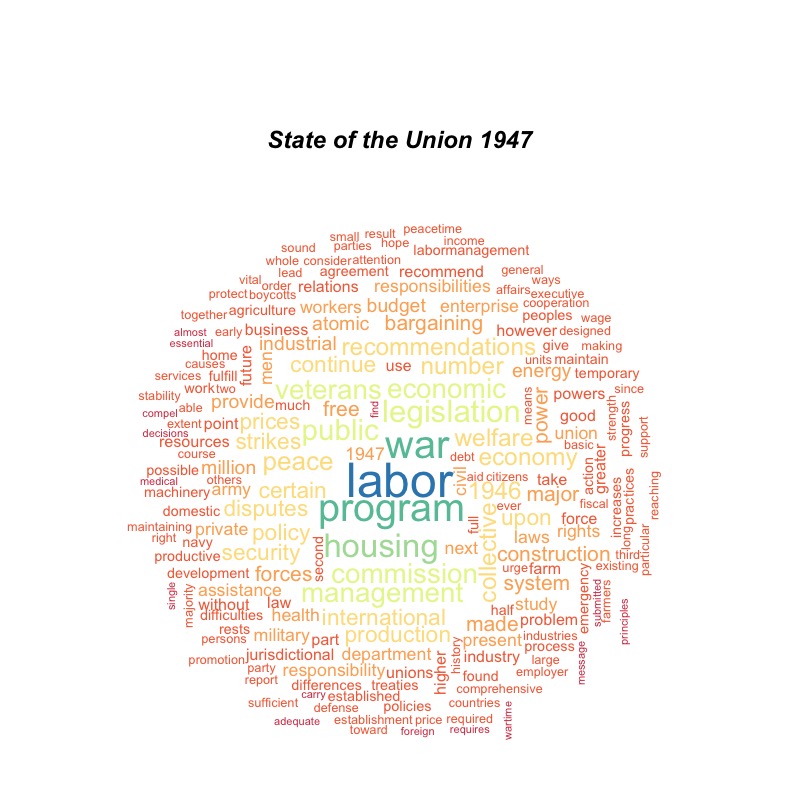 State of the Union 1947
small result peacetime
sound parties hope income
labormanagement
whole consider attention
lead agreement recommend general
vital order relations responsibilities affairs ways
protect boycotts executive
workers budget enterprise cooperation
together agriculture peoples wage
atomic bargaining
almost early business however designed
essential
industrial recommendations give making
home future men
causes continue use number units maintain
services fulfill energy temporary
work two veterans economic means power powers since
stability able provide much free find legislation good strength progress support
compel
extent point prices public
decisions strikes war welfare union basic
resources
course 1947 debt economy action greater
possible million peace labor civil aid citizens take
medical others
machinery army certain 1946 major increases practices reaching
domestic disputes program ever fiscal
maintaining full collective upon force long particular
right private policy laws rights
navy housing next
productive security second construction third
development forces commission urge farm existing
single majority assistance management system emergency submitted farmers principles
without law half study
difficulties health international made problem
rests
persons military part production present industries
history process
promotion jurisdictional department higher industry large message
party responsibility unions found employer
report
differences treaties comprehensive
carry established
sufficient defense policies countries
adequate establishment price required wartime
toward foreign requires